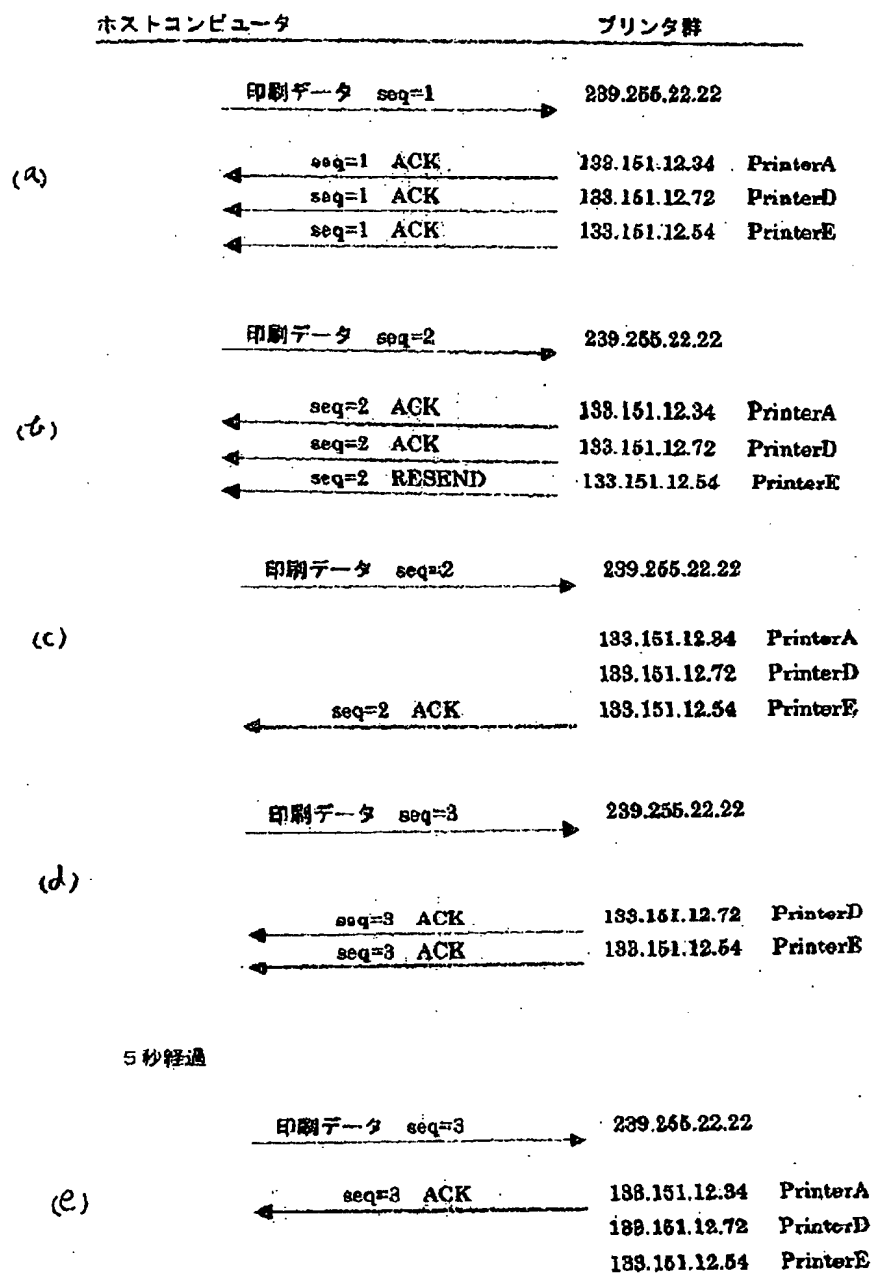 ホストコンピュータ プリンタ群
印刷データ seq=1 239.255.22.22
(a)
seq=1 ACK 133.151.12.34 PrinterA
seq=1 ACK 133.151.12.72 PrinterD
seq=1 ACK 133.151.12.54 PrinterE
印刷データ seq=2 239.255.22.22
(b)
seq=2 ACK 133.151.12.34 PrinterA
seq=2 ACK 133.151.12.72 PrinterD
seq=2 RESEND 133.151.12.54 PrinterE
印刷データ seq=2 239.255.22.22
(c)
133.151.12.34 PrinterA
133.151.12.72 PrinterD
seq=2 ACK 133.151.12.54 PrinterE
印刷データ seq=3 239.255.22.22
(d)
seq=3 ACK 133.151.12.72 PrinterD
seq=3 ACK 133.151.12.54 PrinterE
5秒経過
印刷データ seq=3 239.255.22.22
(e)
seq=3 ACK 133.151.12.34 PrinterA
133.151.12.72 PrinterD
133.151.12.54 PrinterE